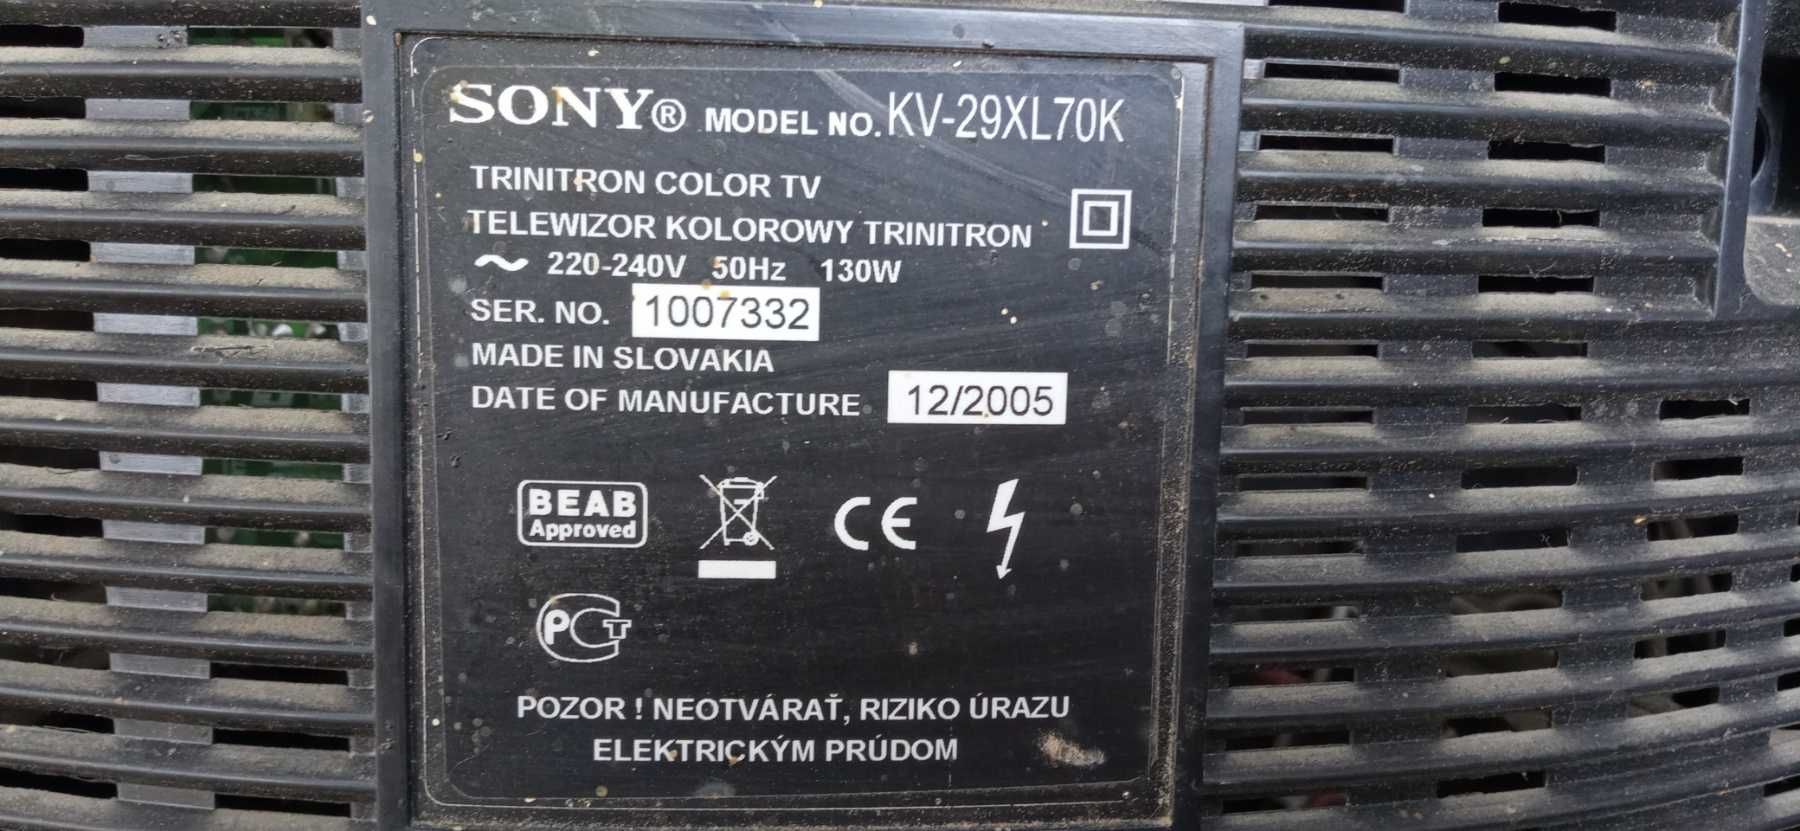 SONY® MODEL NO. KV-29XL70K
TRINITRON COLOR TV
TELEWIZOR KOLOROWY TRINITRON
~ 220-240V 50Hz 130W
SER. NO. 1007332
MADE IN SLOVAKIA
DATE OF MANUFACTURE 12/2005
BEAB
Approved
CE
PCT
POZOR ! NEOTVÁRAŤ, RIZIKO ÚRAZU
ELEKTRICKÝM PRÚDOM